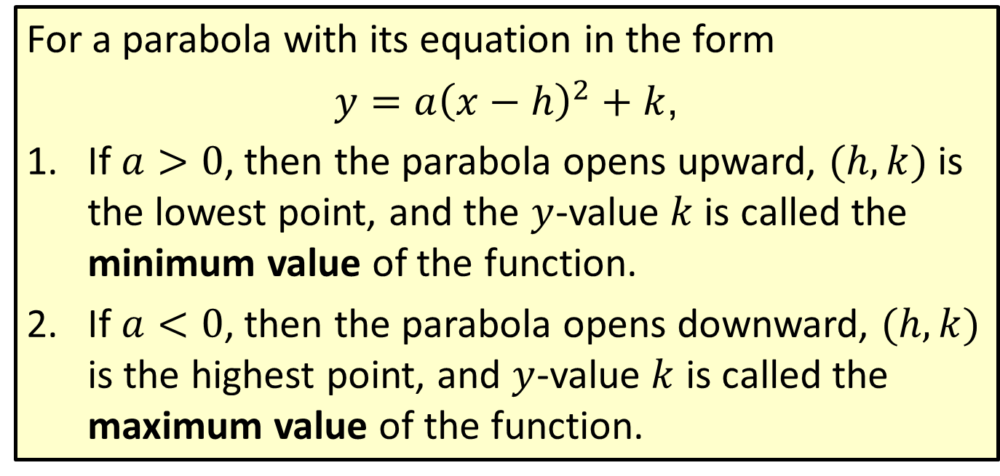 For a parabola with its equation in the form
y = a(x − h)² + k,
1. If a > 0, then the parabola opens upward, (h, k) is
the lowest point, and the y-value k is called the
minimum value of the function.
2. If a < 0, then the parabola opens downward, (h, k)
is the highest point, and y-value k is called the
maximum value of the function.